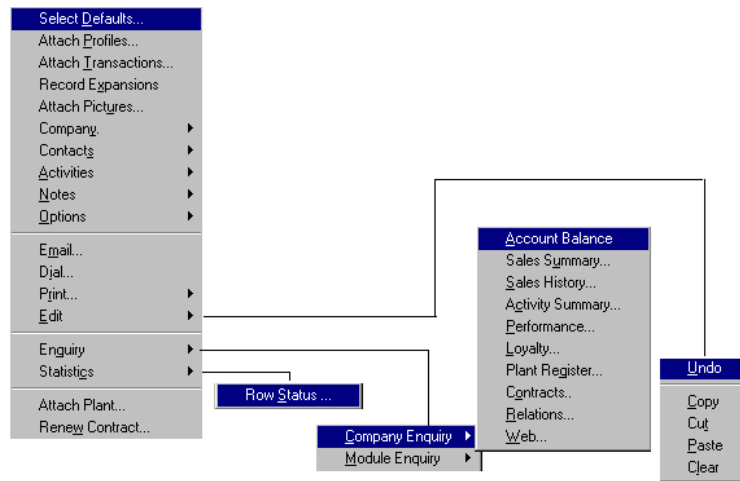 Select Defaults...
Attach Profiles...
Attach Transactions...
Record Expansions
Attach Pictures...
Company.
Contacts
Activities
Notes
Options
Email...
Dial...
Print...
Edit
Enquiry
Statistics
Attach Plant...
Renew Contract...
Row Status ...
Company Enquiry
Module Enquiry
Account Balance
Sales Summary...
Sales History...
Activity Summary...
Performance...
Loyalty...
Plant Register...
Contracts..
Relations...
Web...
Undo
Copy
Cut
Paste
Clear